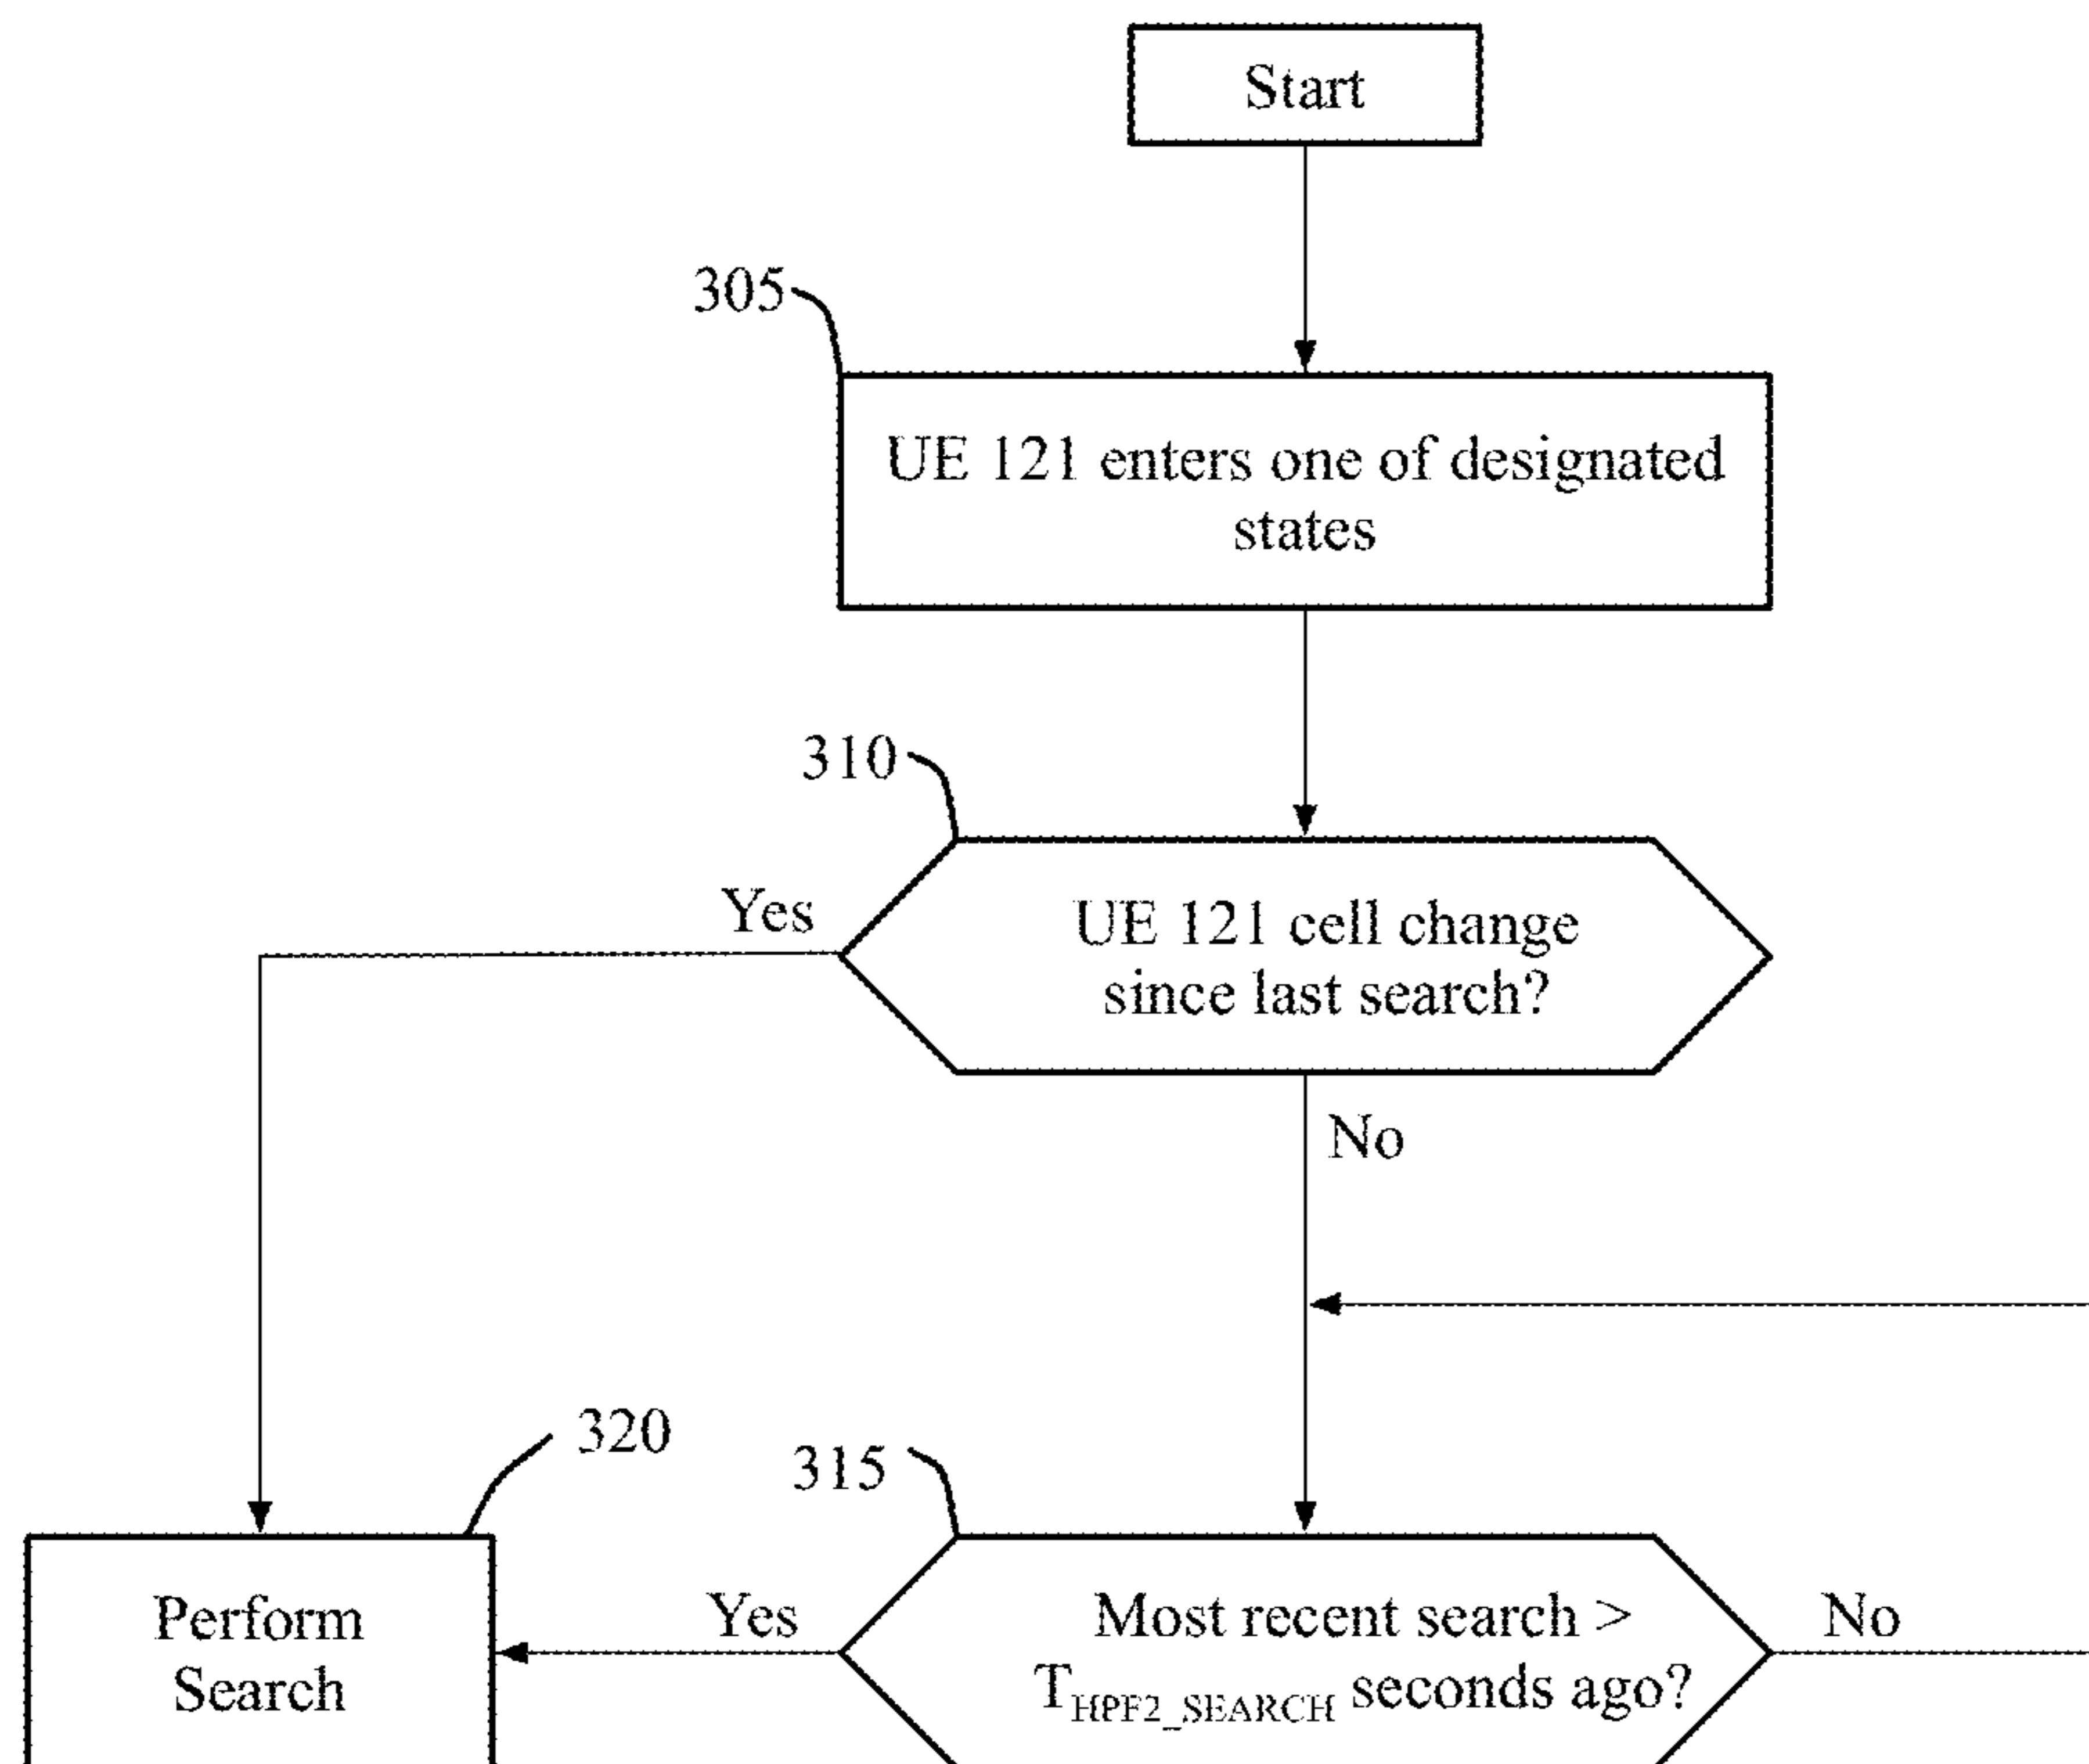 Start
305
UE 121 enters one of designated
states
310
Yes
UE 121 cell change
since last search?
No
320
315
Perform
Search
Yes
Most recent search >
T_HPF2_SEARCH seconds ago?
No